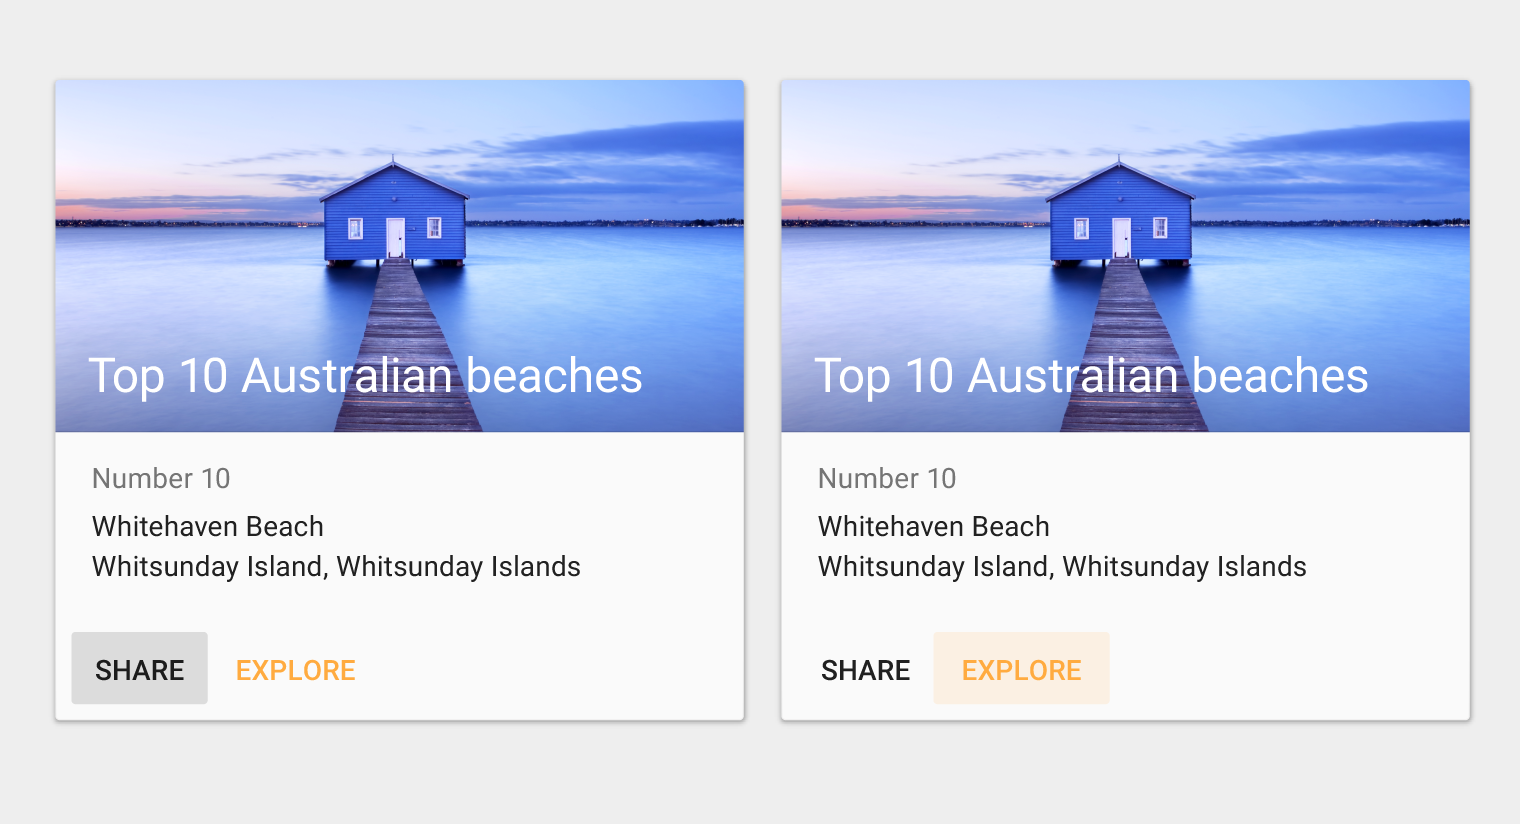 Top 10 Australian beaches
Number 10
Whitehaven Beach
Whitsunday Island, Whitsunday Islands
SHARE EXPLORE
Top 10 Australian beaches
Number 10
Whitehaven Beach
Whitsunday Island, Whitsunday Islands
SHARE EXPLORE